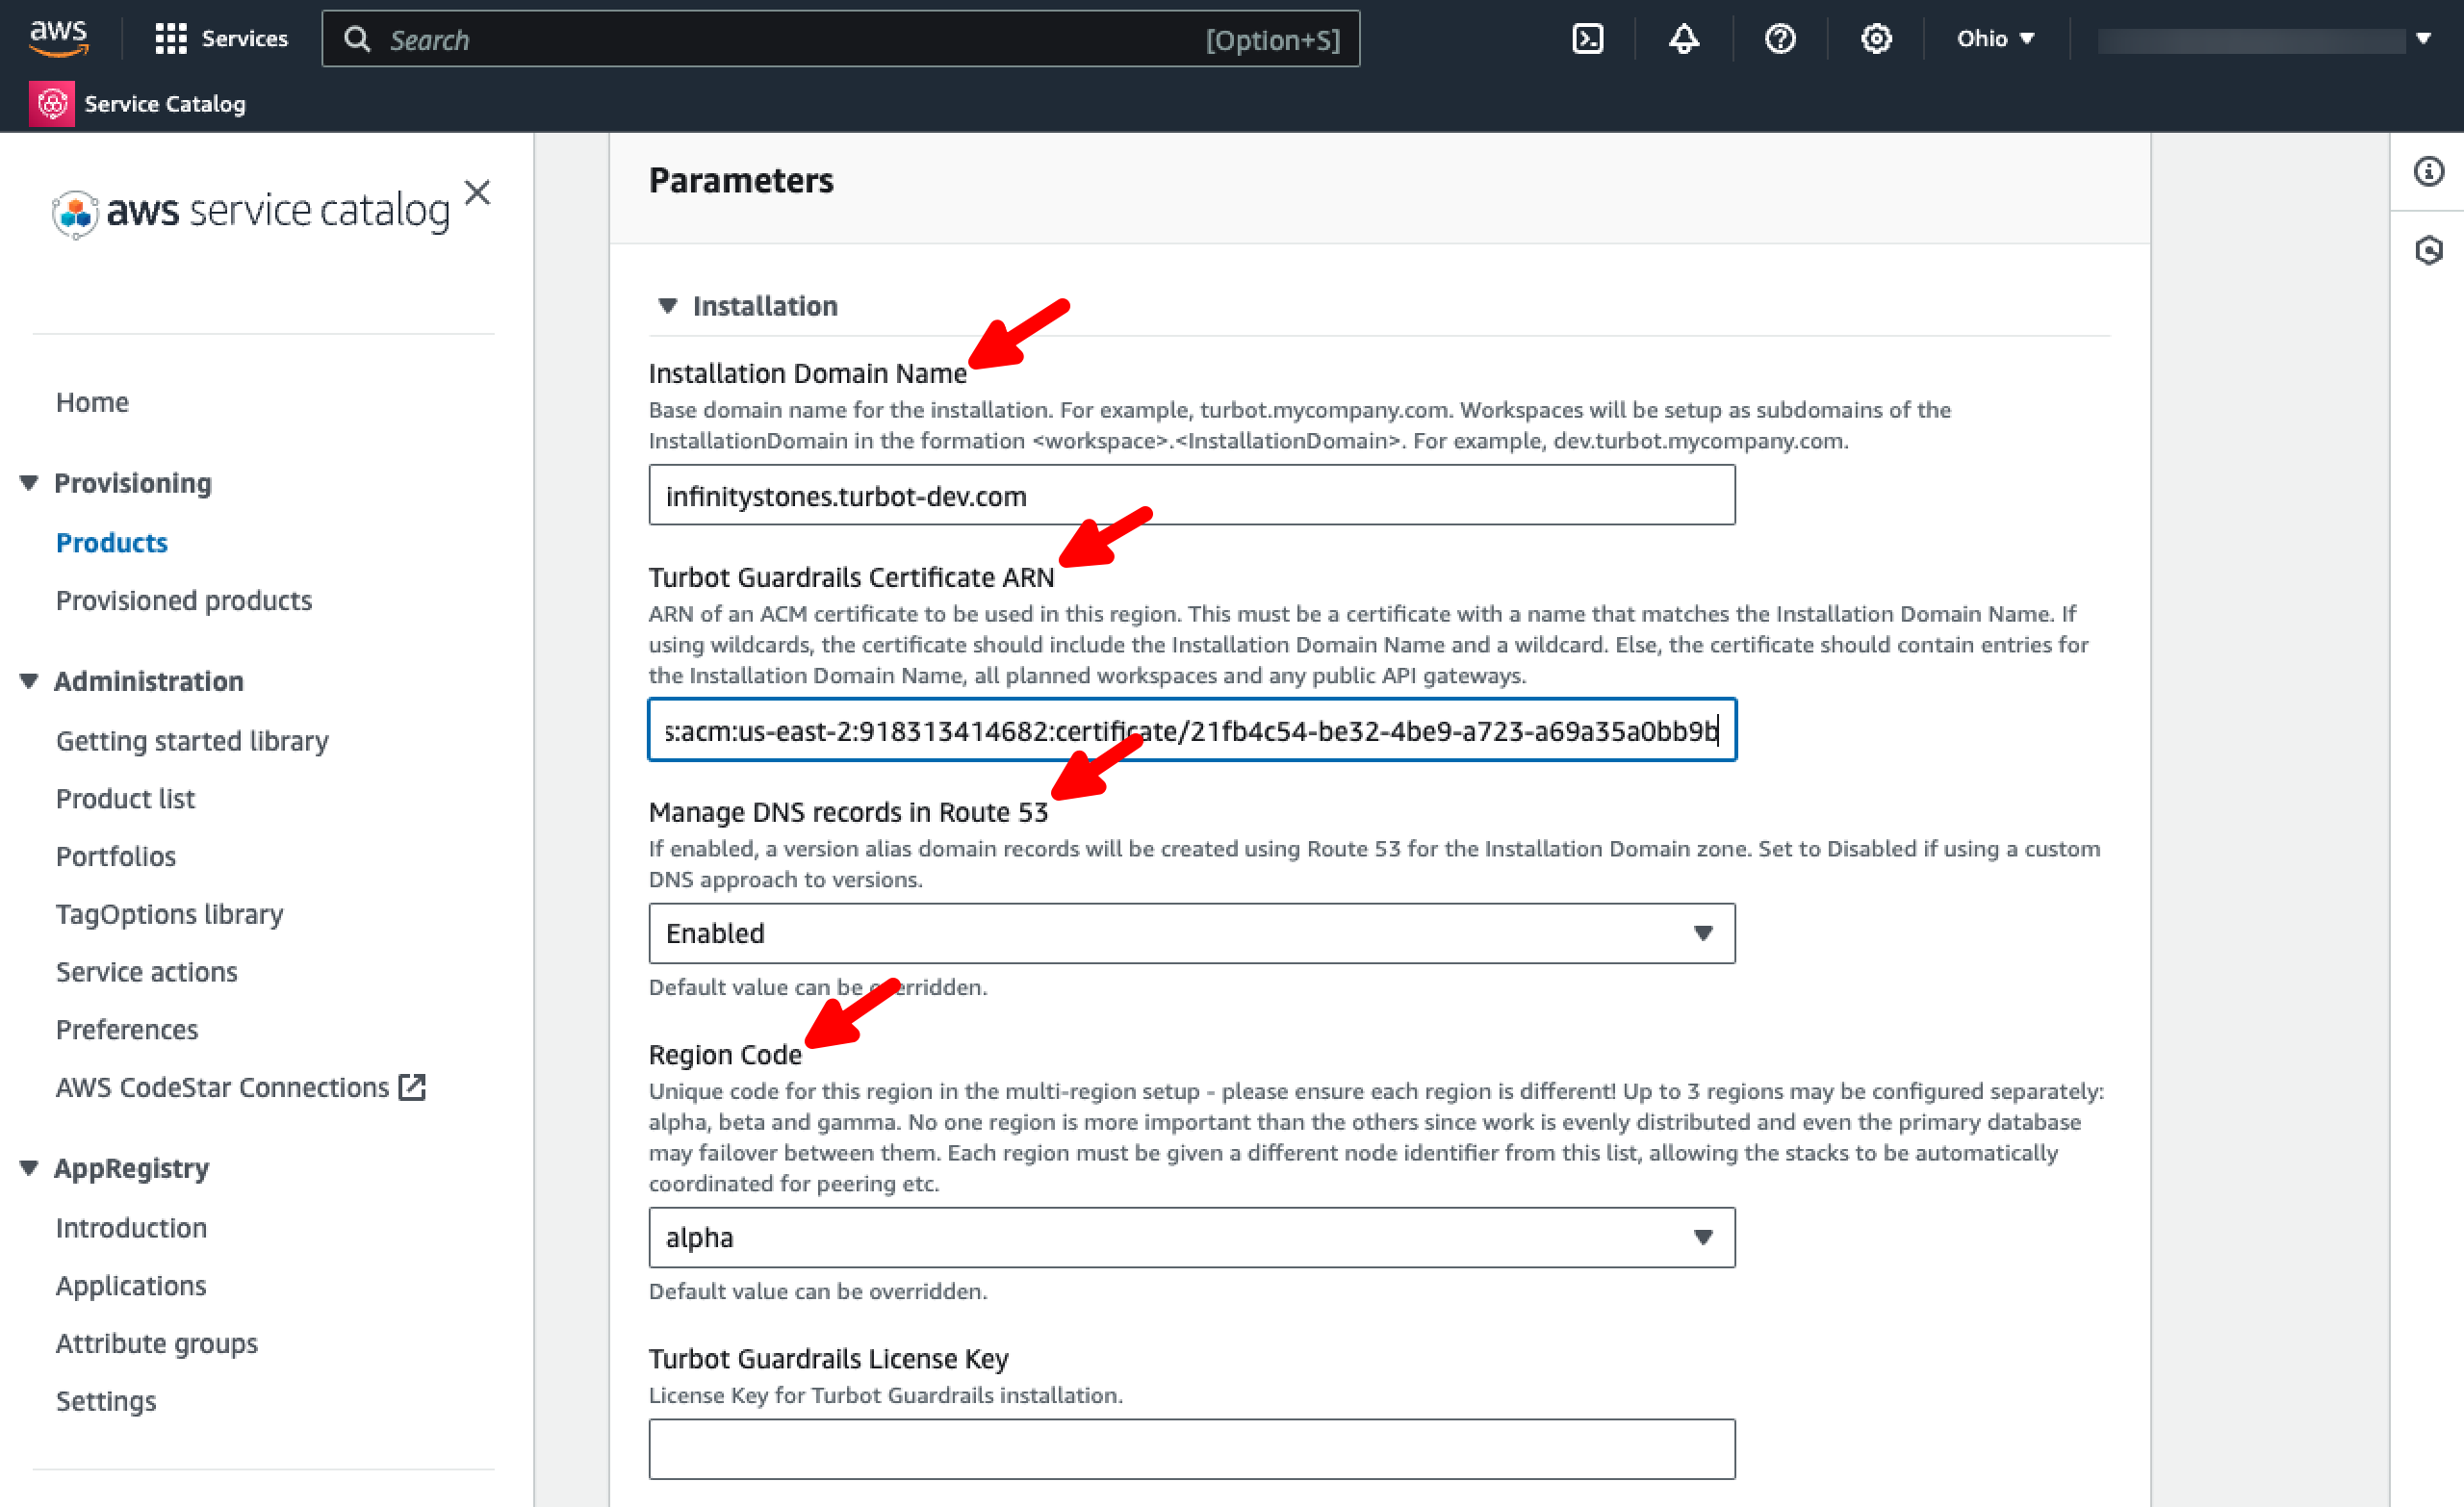 aws
Services
Search
[Option+S]
Ohio
Service Catalog
aws service catalog
Home
Provisioning
Products
Provisioned products
Administration
Getting started library
Product list
Portfolios
TagOptions library
Service actions
Preferences
AWS CodeStar Connections
AppRegistry
Introduction
Applications
Attribute groups
Settings
Parameters
Installation
Installation Domain Name
Base domain name for the installation. For example, turbot.mycompany.com. Workspaces will be setup as subdomains of the
InstallationDomain in the formation <workspace>.<InstallationDomain>. For example, dev.turbot.mycompany.com.
infinitystones.turbot-dev.com
Turbot Guardrails Certificate ARN
ARN of an ACM certificate to be used in this region. This must be a certificate with a name that matches the Installation Domain Name. If
using wildcards, the certificate should include the Installation Domain Name and a wildcard. Else, the certificate should contain entries for
the Installation Domain Name, all planned workspaces and any public API gateways.
s:acm:us-east-2:918313414682:certificate/21fb4c54-be32-4be9-a723-a69a35a0bb9b
Manage DNS records in Route 53
If enabled, a version alias domain records will be created using Route 53 for the Installation Domain zone. Set to Disabled if using a custom
DNS approach to versions.
Enabled
Default value can be overridden.
Region Code
Unique code for this region in the multi-region setup - please ensure each region is different! Up to 3 regions may be configured separately:
alpha, beta and gamma. No one region is more important than the others since work is evenly distributed and even the primary database
may failover between them. Each region must be given a different node identifier from this list, allowing the stacks to be automatically
coordinated for peering etc.
alpha
Default value can be overridden.
Turbot Guardrails License Key
License Key for Turbot Guardrails installation.